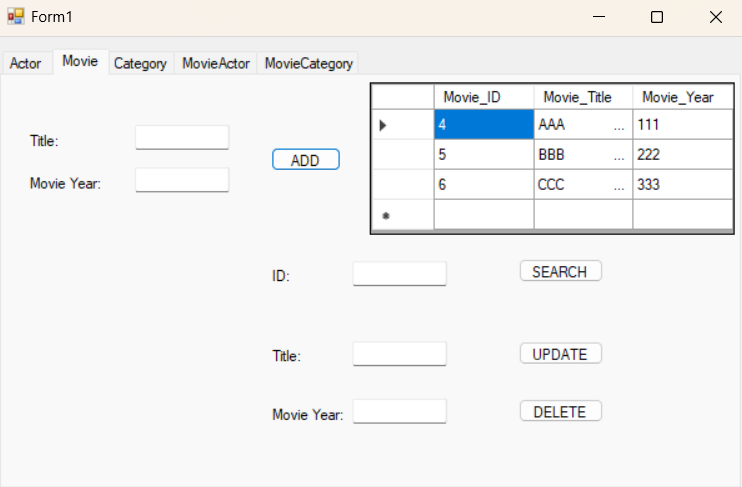 Form1
Actor Movie Category MovieActor MovieCategory
Movie_ID Movie_Title Movie_Year
4 AAA ... 111
5 BBB ... 222
6 CCC ... 333
Title:
ADD
Movie Year:
ID: SEARCH
Title: UPDATE
Movie Year: DELETE